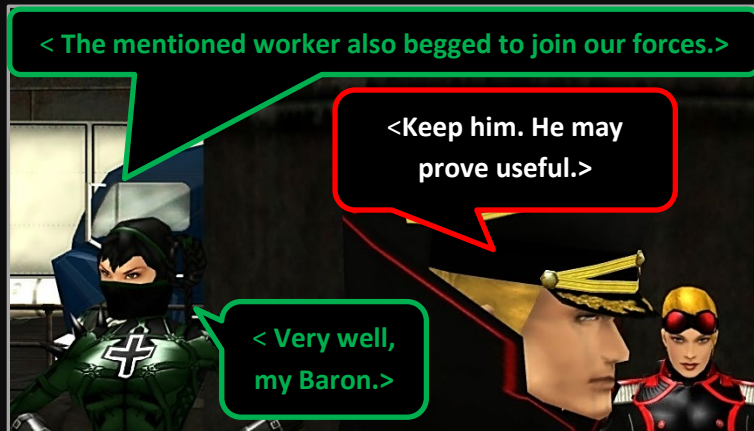 < The mentioned worker also begged to join our forces.>
<Keep him. He may
prove useful.>
< Very well,
my Baron.>